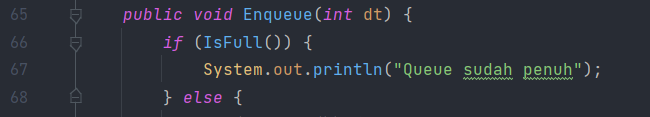 65 public void Enqueue(int dt) {
66 if (IsFull()) {
67 System.out.println("Queue sudah penuh");
68 } else {